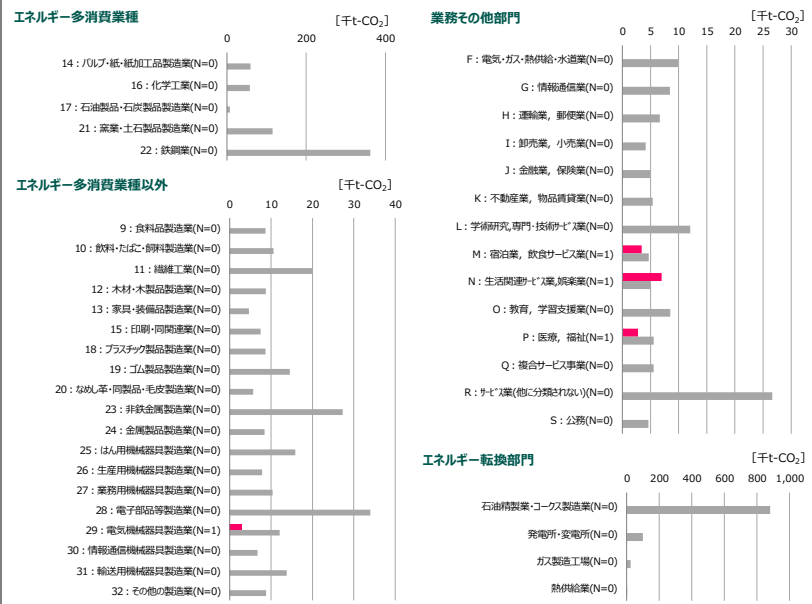 エネルギー多消費業種
[千t-CO₂]
0 200 400
14：パルプ・紙・紙加工品製造業(N=0)
16：化学工業(N=0)
17：石油製品・石炭製品製造業(N=0)
21：窯業・土石製品製造業(N=0)
22：鉄鋼業(N=0)
エネルギー多消費業種以外
[千t-CO₂]
0 10 20 30 40
9：食料品製造業(N=0)
10：飲料・たばこ・飼料製造業(N=0)
11：繊維工業(N=0)
12：木材・木製品製造業(N=0)
13：家具・装備品製造業(N=0)
15：印刷・同関連業(N=0)
18：プラスチック製品製造業(N=0)
19：ゴム製品製造業(N=0)
20：なめし革・同製品・毛皮製造業(N=0)
23：非鉄金属製造業(N=0)
24：金属製品製造業(N=0)
25：はん用機械器具製造業(N=0)
26：生産用機械器具製造業(N=0)
27：業務用機械器具製造業(N=0)
28：電子部品等製造業(N=0)
29：電気機械器具製造業(N=1)
30：情報通信機械器具製造業(N=0)
31：輸送用機械器具製造業(N=0)
32：その他の製造業(N=0)
業務その他部門
[千t-CO₂]
0 5 10 15 20 25 30
F：電気・ガス・熱供給・水道業(N=0)
G：情報通信業(N=0)
H：運輸業，郵便業(N=0)
I：卸売業，小売業(N=0)
J：金融業，保険業(N=0)
K：不動産業，物品賃貸業(N=0)
L：学術研究,専門・技術サービス業(N=0)
M：宿泊業，飲食サービス業(N=1)
N：生活関連サービス業,娯楽業(N=1)
O：教育，学習支援業(N=0)
P：医療，福祉(N=1)
Q：複合サービス事業(N=0)
R：サービス業(他に分類されない)(N=0)
S：公務(N=0)
エネルギー転換部門
[千t-CO₂]
0 200 400 600 800 1,000
石油精製業・コークス製造業(N=0)
発電所・変電所(N=0)
ガス製造工場(N=0)
熱供給業(N=0)